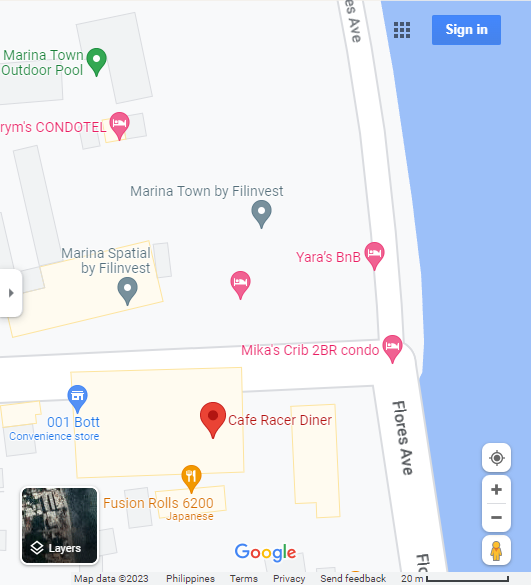 es Ave
Sign in
Marina Town
Outdoor Pool
rym's CONDOTEL
Marina Town by Filinvest
Marina Spatial
by Filinvest
Yara's BnB
Mika's Crib 2BR condo
001 Bott
Convenience store
Cafe Racer Diner
Flores Ave
Fusion Rolls 6200
Japanese
Layers
Google
Flo
Map data ©2023 Philippines Terms Privacy Send feedback 20 m